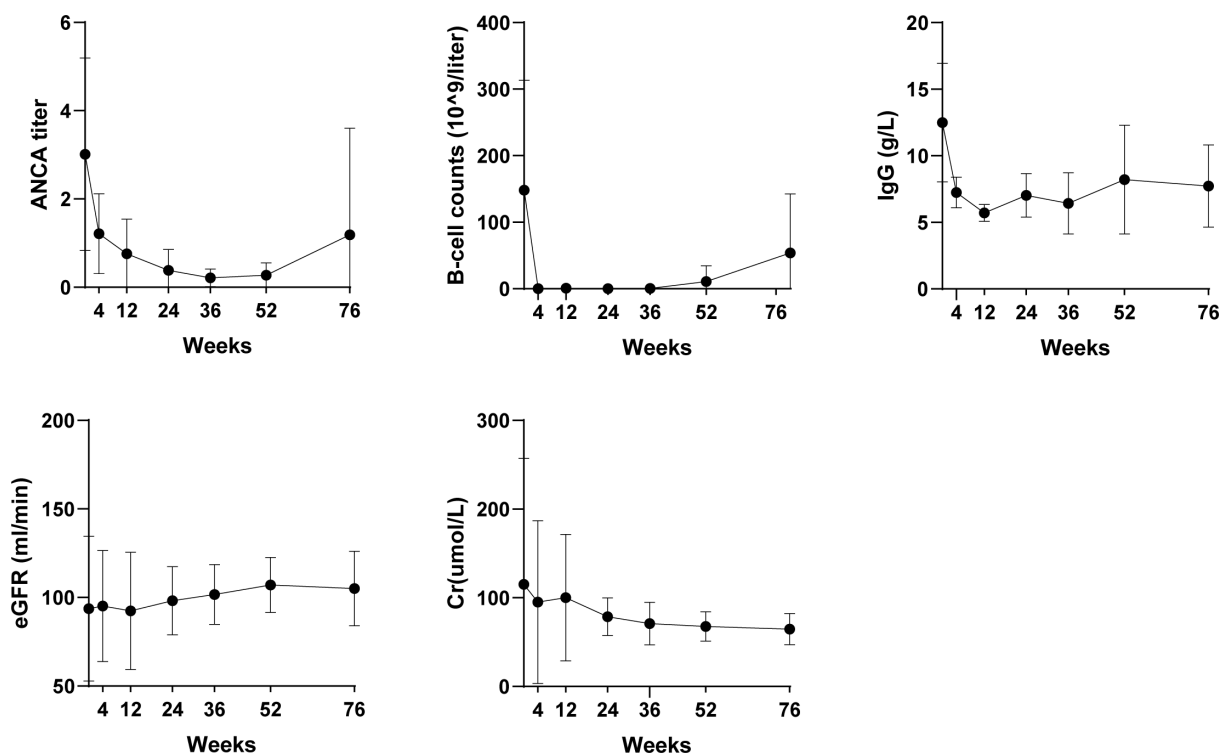 ANCA titer
6
4
2
0
4 12 24 36 52 76
Weeks
B-cell counts (10^9/liter)
400
300
200
100
0
4 12 24 36 52 76
Weeks
IgG (g/L)
20
15
10
5
0
4 12 24 36 52 76
Weeks
eGFR (ml/min)
200
150
100
50
4 12 24 36 52 76
Weeks
Cr(umol/L)
300
200
100
0
4 12 24 36 52 76
Weeks